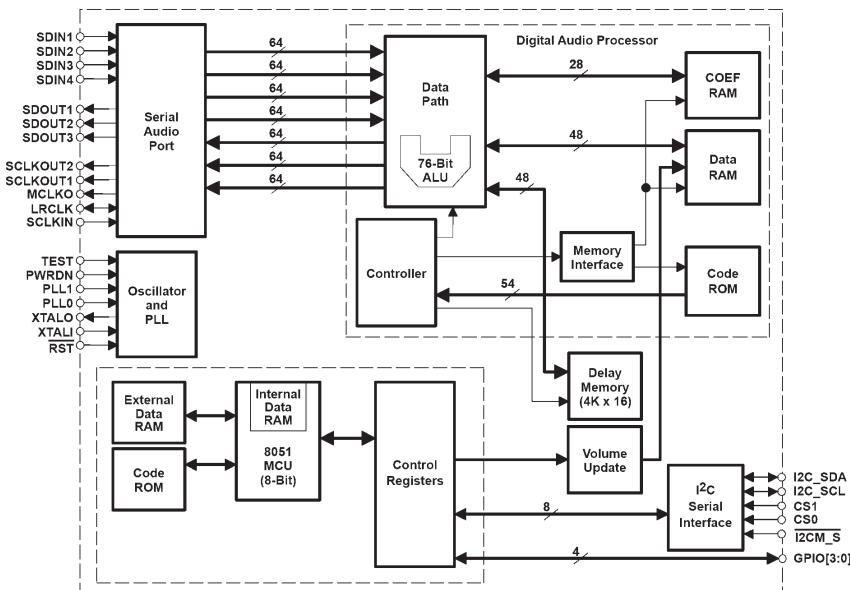 SDIN1
SDIN2
SDIN3
SDIN4
SDOUT1
SDOUT2
SDOUT3
SCLKOUT2
SCLKOUT1
MCLKO
LRCLK
SCLKIN
Serial
Audio
Port
64
64
64
64
64
64
64
Digital Audio Processor
Data
Path
76-Bit
ALU
28
48
48
COEF
RAM
Data
RAM
Controller
Memory
Interface
Code
ROM
54
TEST
PWRDN
PLL1
PLL0
XTALO
XTALI
RST
Oscillator
and
PLL
Delay
Memory
(4K x 16)
External
Data
RAM
Code
ROM
Internal
Data
RAM
8051
MCU
(8-Bit)
Control
Registers
Volume
Update
8
4
I2C
Serial
Interface
I2C_SDA
I2C_SCL
CS1
CS0
I2CM_S
GPIO[3:0]